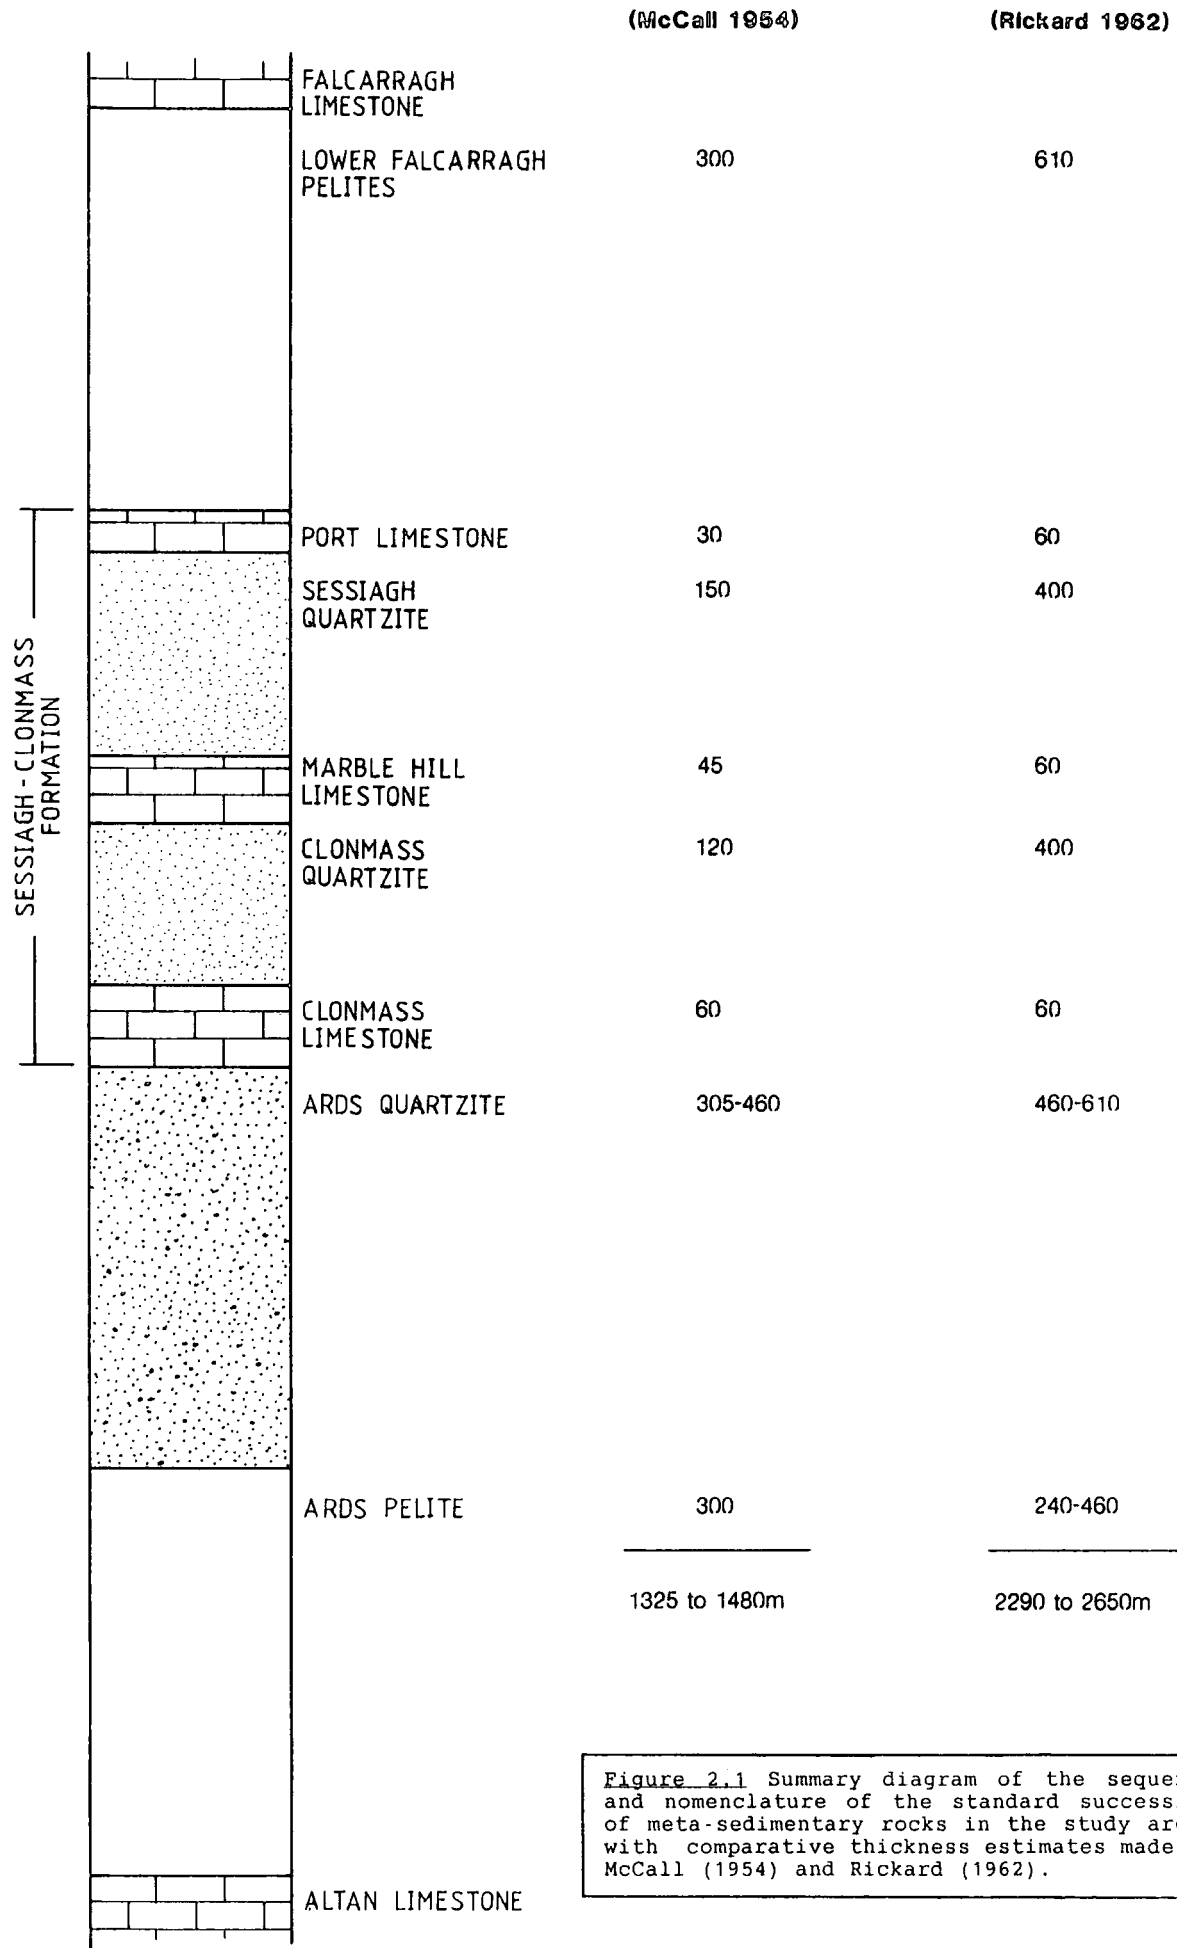 (McCall 1954) (Rickard 1962)
FALCARRAGH
LIMESTONE
LOWER FALCARRAGH 300 610
PELITES
SESSIAGH - CLONMASS
FORMATION
PORT LIMESTONE 30 60
SESSIAGH 150 400
QUARTZITE
MARBLE HILL 45 60
LIMESTONE
CLONMASS 120 400
QUARTZITE
CLONMASS 60 60
LIMESTONE
ARDS QUARTZITE 305-460 460-610
ARDS PELITE 300 240-460
1325 to 1480m 2290 to 2650m
Figure 2.1 Summary diagram of the sequen
and nomenclature of the standard success
of meta-sedimentary rocks in the study ar
with comparative thickness estimates made
McCall (1954) and Rickard (1962).
ALTAN LIMESTONE